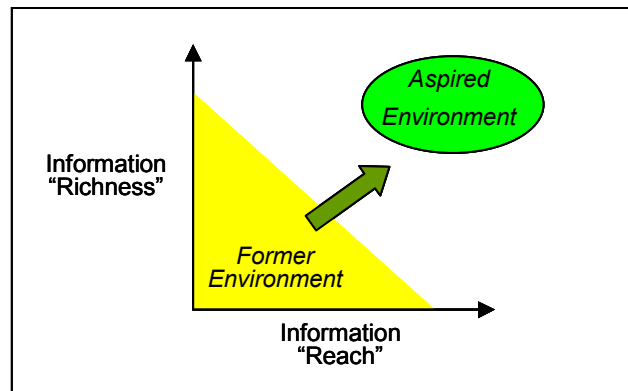 Aspired
Environment
Information
“Richness”
Former
Environment
Information
“Reach”